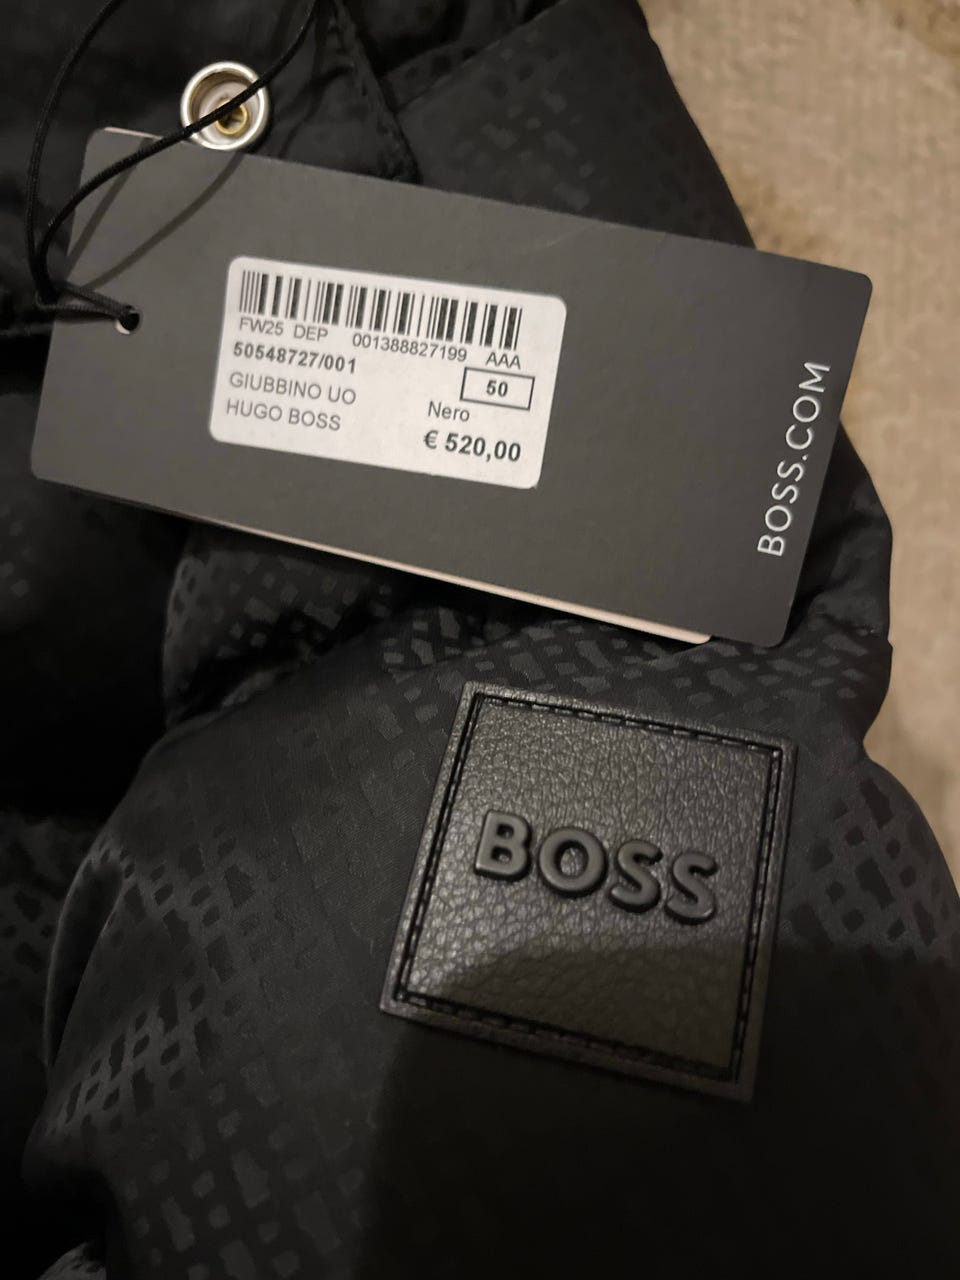 FW25 DEP 001388827199 AAA
50548727/001
50
GIUBBINO UO
Nero
HUGO BOSS
€ 520,00
BOSS.COM
BOSS